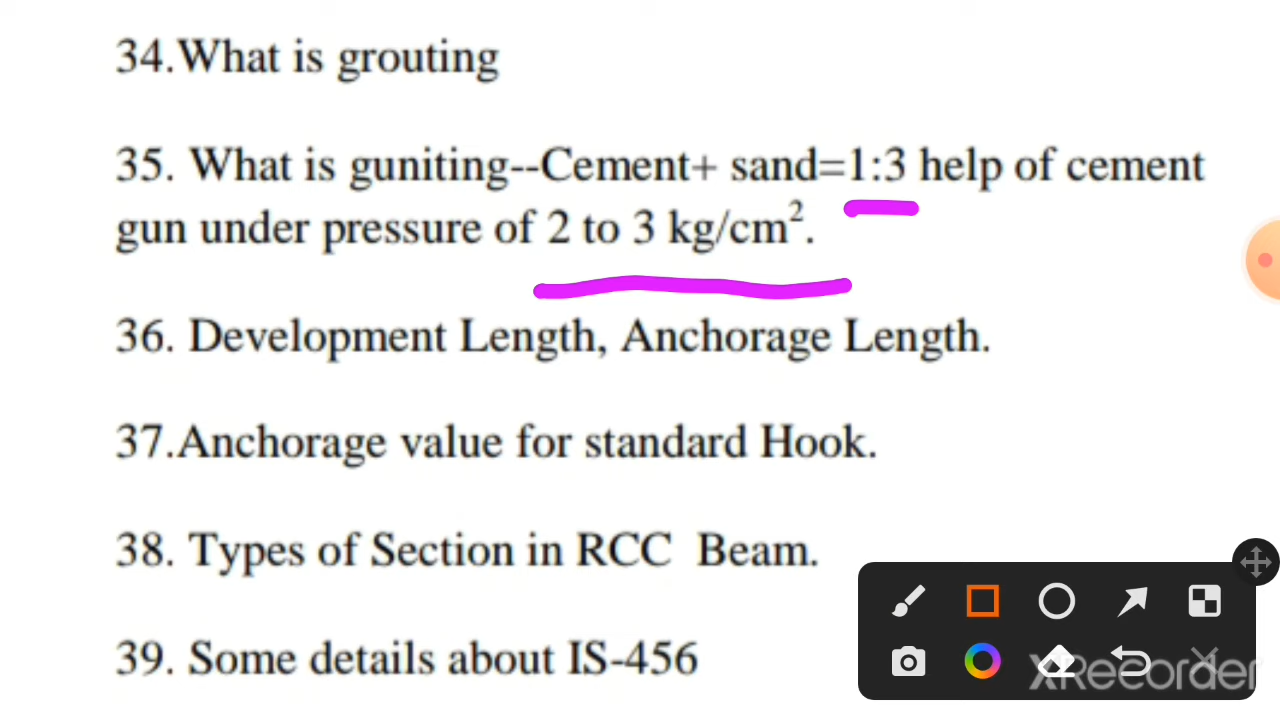 34.What is grouting
35. What is guniting--Cement+ sand=1:3 help of cement
gun under pressure of 2 to 3 kg/cm².
36. Development Length, Anchorage Length.
37.Anchorage value for standard Hook.
38. Types of Section in RCC Beam.
39. Some details about IS-456
XRecorder